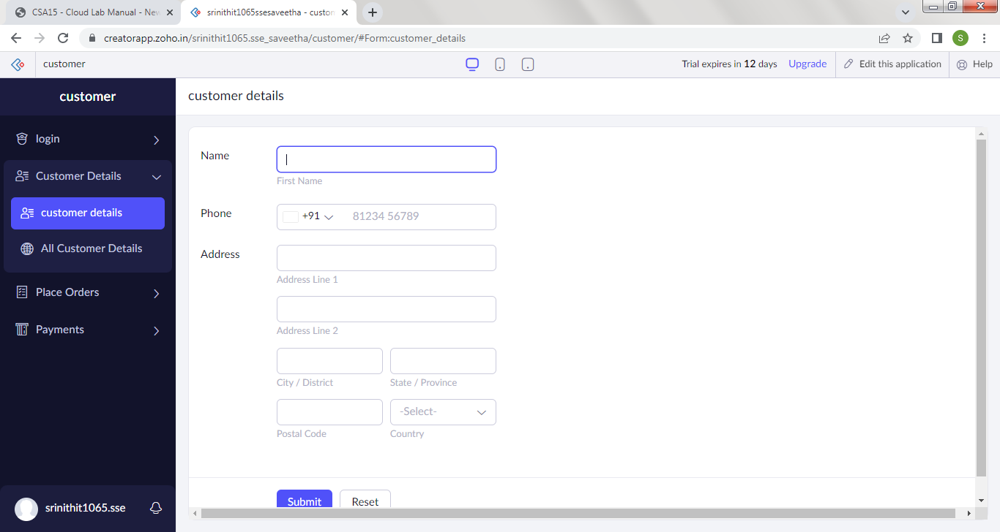 CSA15 - Cloud Lab Manual - New
srinithit1065ssesaveetha - custom
creatorapp.zoho.in/srinithit1065.sse_saveetha/customer/#Form:customer_details
S
customer
Trial expires in 12 days
Upgrade
Edit this application
Help
customer
login
Customer Details
customer details
All Customer Details
Place Orders
Payments
srinithit1065.sse
customer details
Name
First Name
Phone
+91
81234 56789
Address
Address Line 1
Address Line 2
City / District
State / Province
-Select-
Postal Code
Country
Submit
Reset